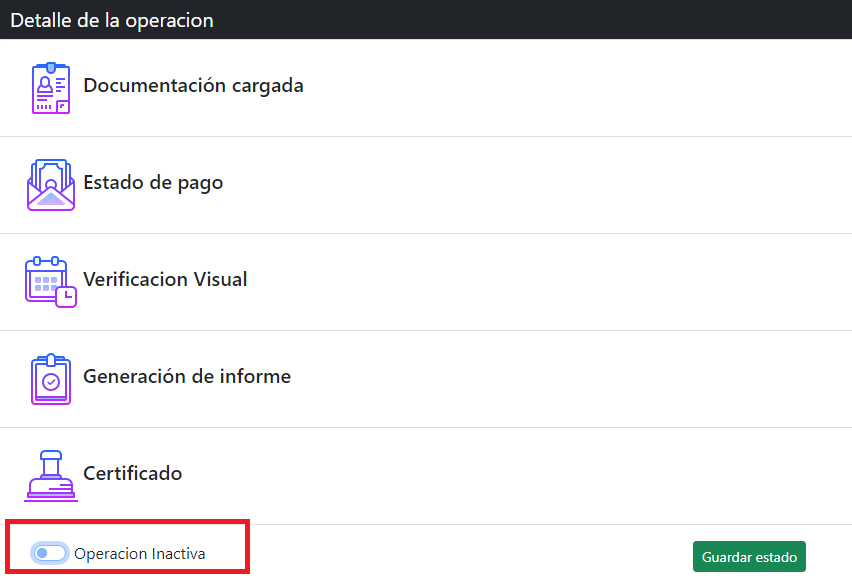 Detalle de la operacion
Documentación cargada
Estado de pago
Verificacion Visual
Generación de informe
Certificado
Operacion Inactiva
Guardar estado